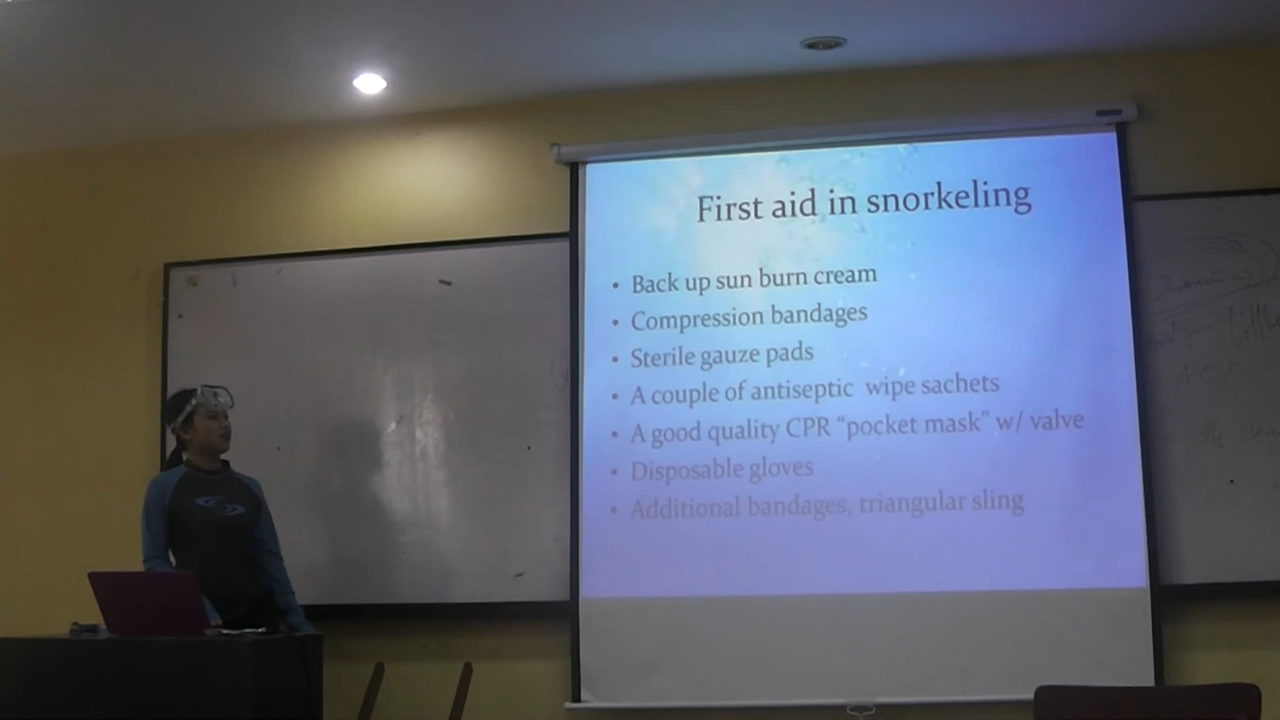 First aid in snorkeling
• Back up sun burn cream
• Compression bandages
• Sterile gauze pads
• A couple of antiseptic wipe sachets
• A good quality CPR “pocket mask” w/ valve
• Disposable gloves
• Additional bandages, triangular sling